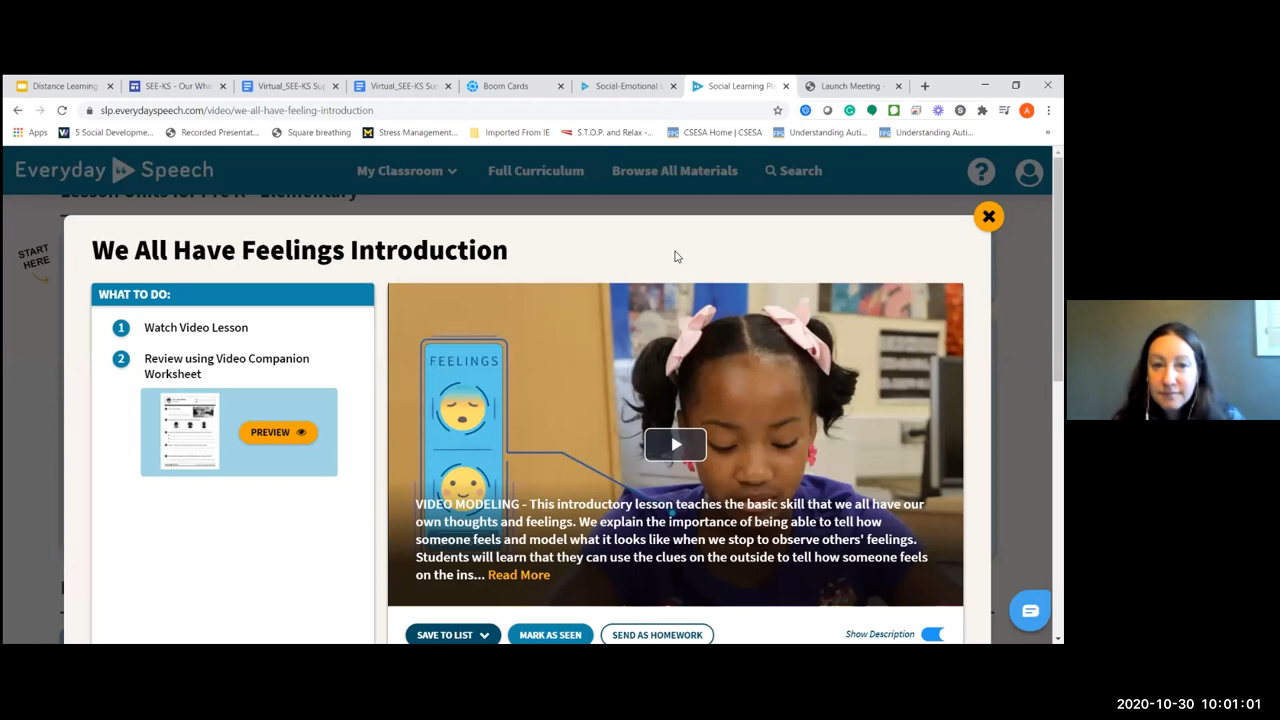 Distance Learning
SEE-KS - Our Wha
Virtual_SEE-KS Su
Virtual_SEE-KS Su
Boom Cards
Social-Emotional L
Social Learning Pl
Launch Meeting -
slp.everydayspeech.com/video/we-all-have-feeling-introduction
A
Apps
5 Social Developme...
Recorded Presentat...
Square breathing
Stress Management...
Imported From IE
S.T.O.P. and Relax -...
CSESA Home | CSESA
Understanding Auti...
Understanding Auti...
»
Everyday Speech
My Classroom
Full Curriculum
Browse All Materials
Search
?
START
HERE
We All Have Feelings Introduction
WHAT TO DO:
1 Watch Video Lesson
2 Review using Video Companion
Worksheet
PREVIEW
FEELINGS
VIDEO MODELING - This introductory lesson teaches the basic skill that we all have our
own thoughts and feelings. We explain the importance of being able to tell how
someone feels and model what it looks like when we stop to observe others' feelings.
Students will learn that they can use the clues on the outside to tell how someone feels
on the ins... Read More
SAVE TO LIST
MARK AS SEEN
SEND AS HOMEWORK
Show Description
2020-10-30 10:01:01